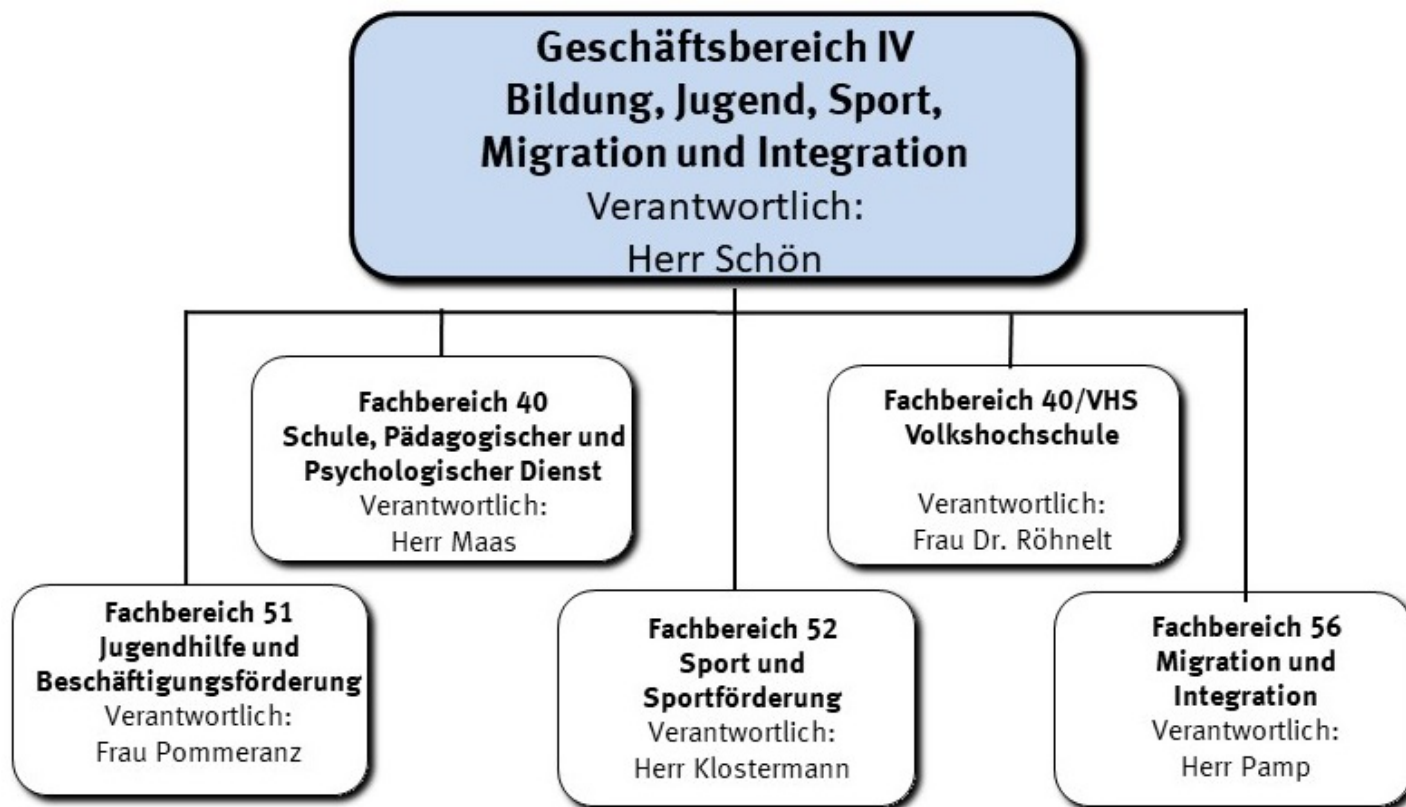 Geschäftsbereich IV
Bildung, Jugend, Sport,
Migration und Integration
Verantwortlich:
Herr Schön
Fachbereich 40
Schule, Pädagogischer und
Psychologischer Dienst
Verantwortlich:
Herr Maas
Fachbereich 40/VHS
Volkshochschule
Verantwortlich:
Frau Dr. Röhnelt
Fachbereich 51
Jugendhilfe und
Beschäftigungsförderung
Verantwortlich:
Frau Pommeranz
Fachbereich 52
Sport und
Sportförderung
Verantwortlich:
Herr Klostermann
Fachbereich 56
Migration und
Integration
Verantwortlich:
Herr Pamp